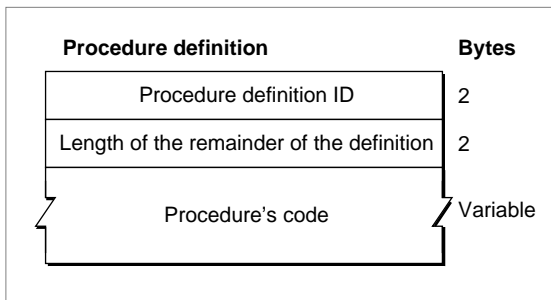 Procedure definition Bytes
Procedure definition ID 2
Length of the remainder of the definition 2
Procedure's code Variable